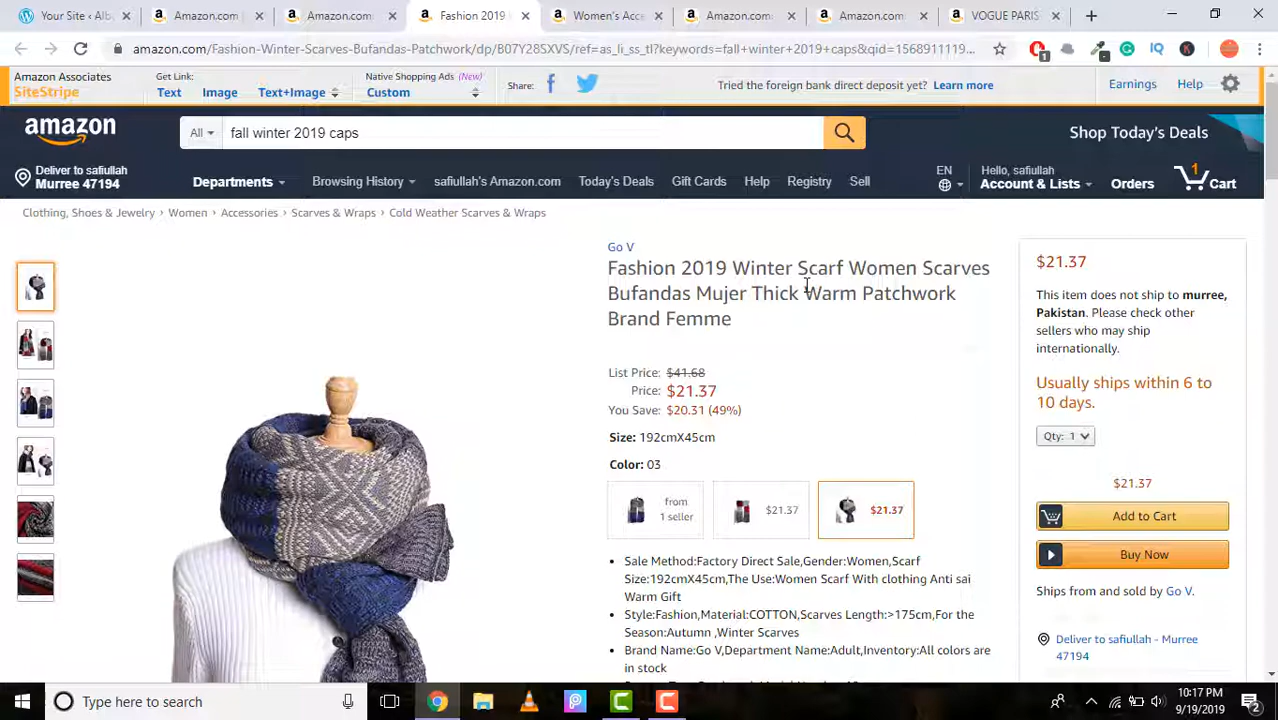 Your Site ‹ Alb
Amazon.com
Amazon.com
Fashion 2019
Women's Acce
Amazon.com
Amazon.com
VOGUE PARIS
amazon.com/Fashion-Winter-Scarves-Bufandas-Patchwork/dp/B07Y28SXVS/ref=as_li_ss_tl?keywords=fall+winter+2019+caps&qid=1568911119...
Amazon Associates
SiteStripe
Get Link:
Text Image Text+Image
Native Shopping Ads (New)
Custom
Share:
Tried the foreign bank direct deposit yet? Learn more
Earnings Help
amazon
All
fall winter 2019 caps
Shop Today's Deals
Deliver to safiullah
Murree 47194
Departments
Browsing History
safiullah's Amazon.com
Today's Deals
Gift Cards
Help
Registry
Sell
EN
Hello, safiullah
Account & Lists
Orders
1
Cart
Clothing, Shoes & Jewelry › Women › Accessories › Scarves & Wraps › Cold Weather Scarves & Wraps
Go V
Fashion 2019 Winter Scarf Women Scarves
Bufandas Mujer Thick Warm Patchwork
Brand Femme
List Price: $41.68
Price: $21.37
You Save: $20.31 (49%)
Size: 192cmX45cm
Color: 03
from
1 seller
$21.37
$21.37
• Sale Method:Factory Direct Sale,Gender:Women,Scarf
Size:192cmX45cm,The Use:Women Scarf With clothing Anti sai
Warm Gift
• Style:Fashion,Material:COTTON,Scarves Length:>175cm,For the
Season:Autumn ,Winter Scarves
• Brand Name:Go V,Department Name:Adult,Inventory:All colors are
in stock
$21.37
This item does not ship to murree,
Pakistan. Please check other
sellers who may ship
internationally.
Usually ships within 6 to
10 days.
Qty: 1
$21.37
Add to Cart
Buy Now
Ships from and sold by Go V.
Deliver to safiullah - Murree
47194
Type here to search
10:17 PM
9/19/2019
2